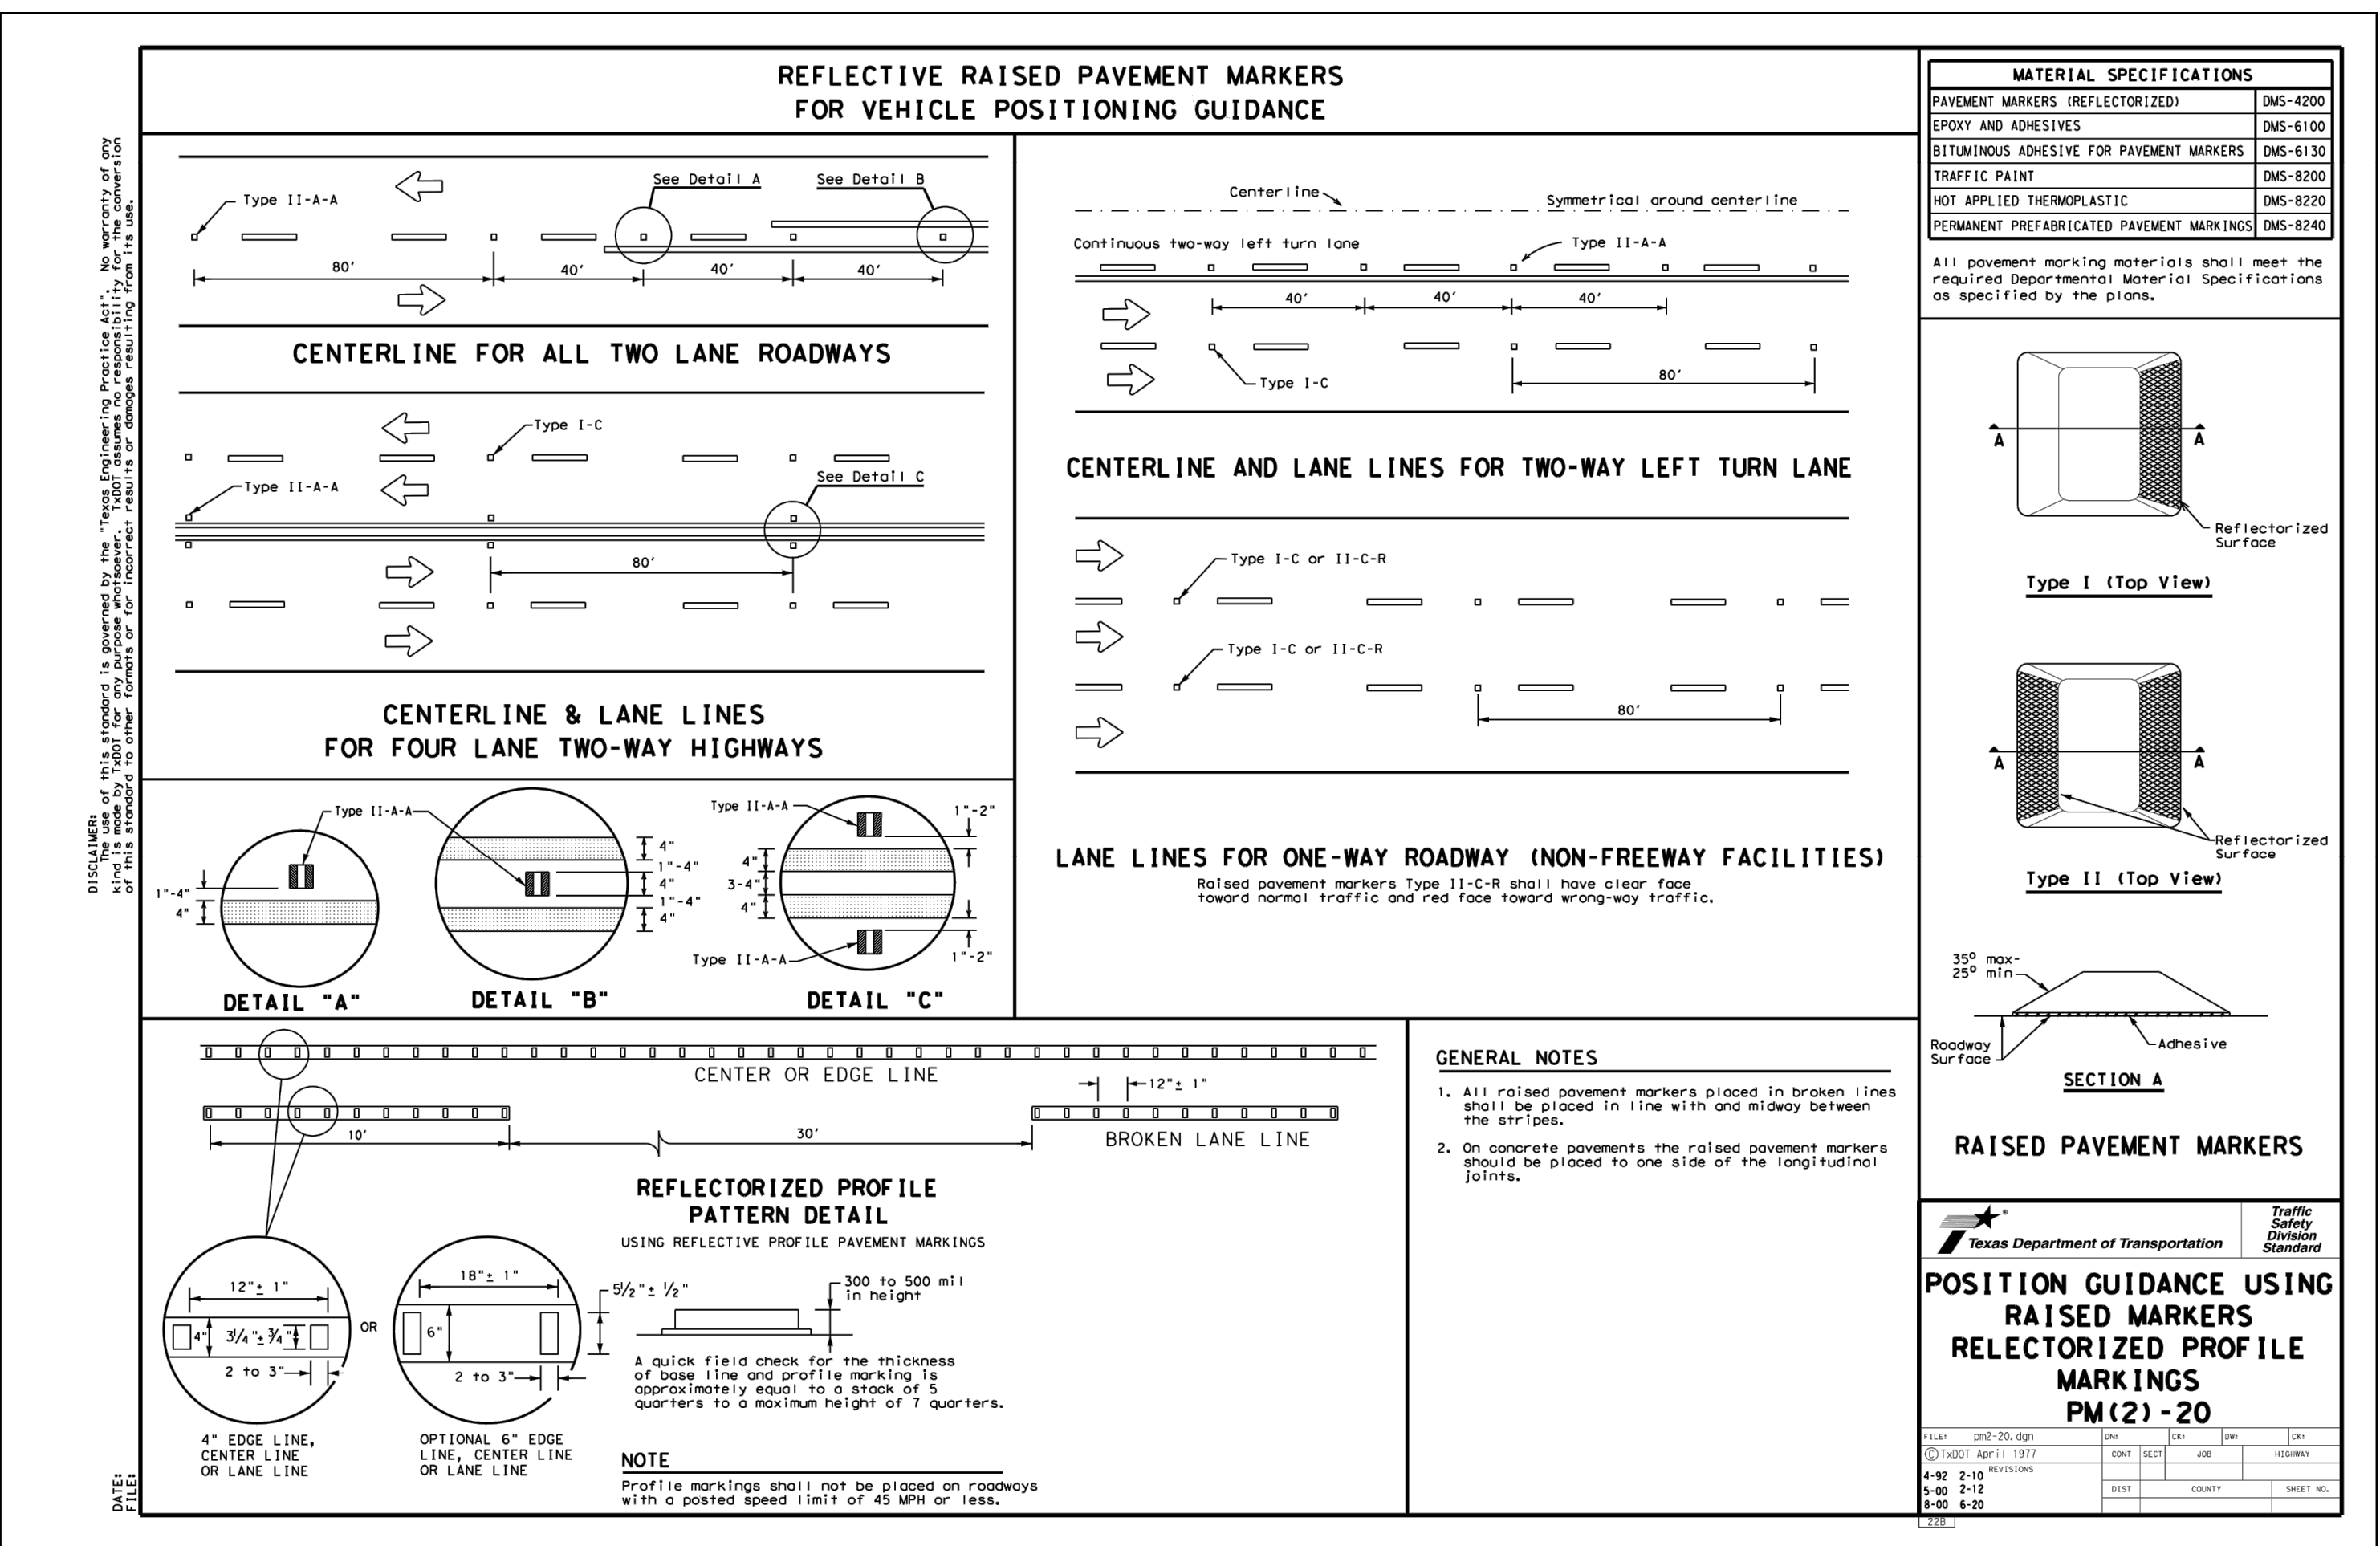 REFLECTIVE RAISED PAVEMENT MARKERS
FOR VEHICLE POSITIONING GUIDANCE
DISCLAIMER:
The use of this standard is governed by the "Texas Engineering Practice Act". No warranty of any
kind is made by TxDOT for any purpose whatsoever. TxDOT assumes no responsibility for the conversion
of this standard to other formats or for incorrect results or damages resulting from its use.
DATE:
FILE:
Type II-A-A
See Detail A
See Detail B
80'
40'
40'
40'
CENTERLINE FOR ALL TWO LANE ROADWAYS
Type I-C
Type II-A-A
See Detail C
80'
CENTERLINE & LANE LINES
FOR FOUR LANE TWO-WAY HIGHWAYS
Type II-A-A
1"-4"
4"
DETAIL "A"
4"
1"-4"
4"
1"-4"
4"
DETAIL "B"
Type II-A-A
1"-2"
4"
3-4"
4"
Type II-A-A
1"-2"
DETAIL "C"
Centerline
Symmetrical around centerline
Continuous two-way left turn lane
Type II-A-A
40'
40'
40'
Type I-C
80'
CENTERLINE AND LANE LINES FOR TWO-WAY LEFT TURN LANE
Type I-C or II-C-R
Type I-C or II-C-R
80'
LANE LINES FOR ONE-WAY ROADWAY (NON-FREEWAY FACILITIES)
Raised pavement markers Type II-C-R shall have clear face
toward normal traffic and red face toward wrong-way traffic.
CENTER OR EDGE LINE
12"± 1"
10'
30'
BROKEN LANE LINE
REFLECTORIZED PROFILE
PATTERN DETAIL
USING REFLECTIVE PROFILE PAVEMENT MARKINGS
12"± 1"
4"
3 1/4 "± 3/4 "
2 to 3"
OR
18"± 1"
6"
2 to 3"
5 1/2 "± 1/2 "
300 to 500 mil
in height
A quick field check for the thickness
of base line and profile marking is
approximately equal to a stack of 5
quarters to a maximum height of 7 quarters.
4" EDGE LINE,
CENTER LINE
OR LANE LINE
OPTIONAL 6" EDGE
LINE, CENTER LINE
OR LANE LINE
NOTE
Profile markings shall not be placed on roadways
with a posted speed limit of 45 MPH or less.
GENERAL NOTES
1. All raised pavement markers placed in broken lines
shall be placed in line with and midway between
the stripes.
2. On concrete pavements the raised pavement markers
should be placed to one side of the longitudinal
joints.
MATERIAL SPECIFICATIONS
PAVEMENT MARKERS (REFLECTORIZED) DMS-4200
EPOXY AND ADHESIVES DMS-6100
BITUMINOUS ADHESIVE FOR PAVEMENT MARKERS DMS-6130
TRAFFIC PAINT DMS-8200
HOT APPLIED THERMOPLASTIC DMS-8220
PERMANENT PREFABRICATED PAVEMENT MARKINGS DMS-8240
All pavement marking materials shall meet the
required Departmental Material Specifications
as specified by the plans.
A
A
Reflectorized
Surface
Type I (Top View)
A
A
Reflectorized
Surface
Type II (Top View)
35° max-
25° min
Roadway
Surface
Adhesive
SECTION A
RAISED PAVEMENT MARKERS
®
Texas Department of Transportation
Traffic
Safety
Division
Standard
POSITION GUIDANCE USING
RAISED MARKERS
RELECTORIZED PROFILE
MARKINGS
PM(2)-20
FILE: pm2-20.dgn DN: CK: DW: CK:
© TxDOT April 1977 CONT SECT JOB HIGHWAY
REVISIONS
4-92 2-10
5-00 2-12
8-00 6-20
DIST COUNTY SHEET NO.
22B